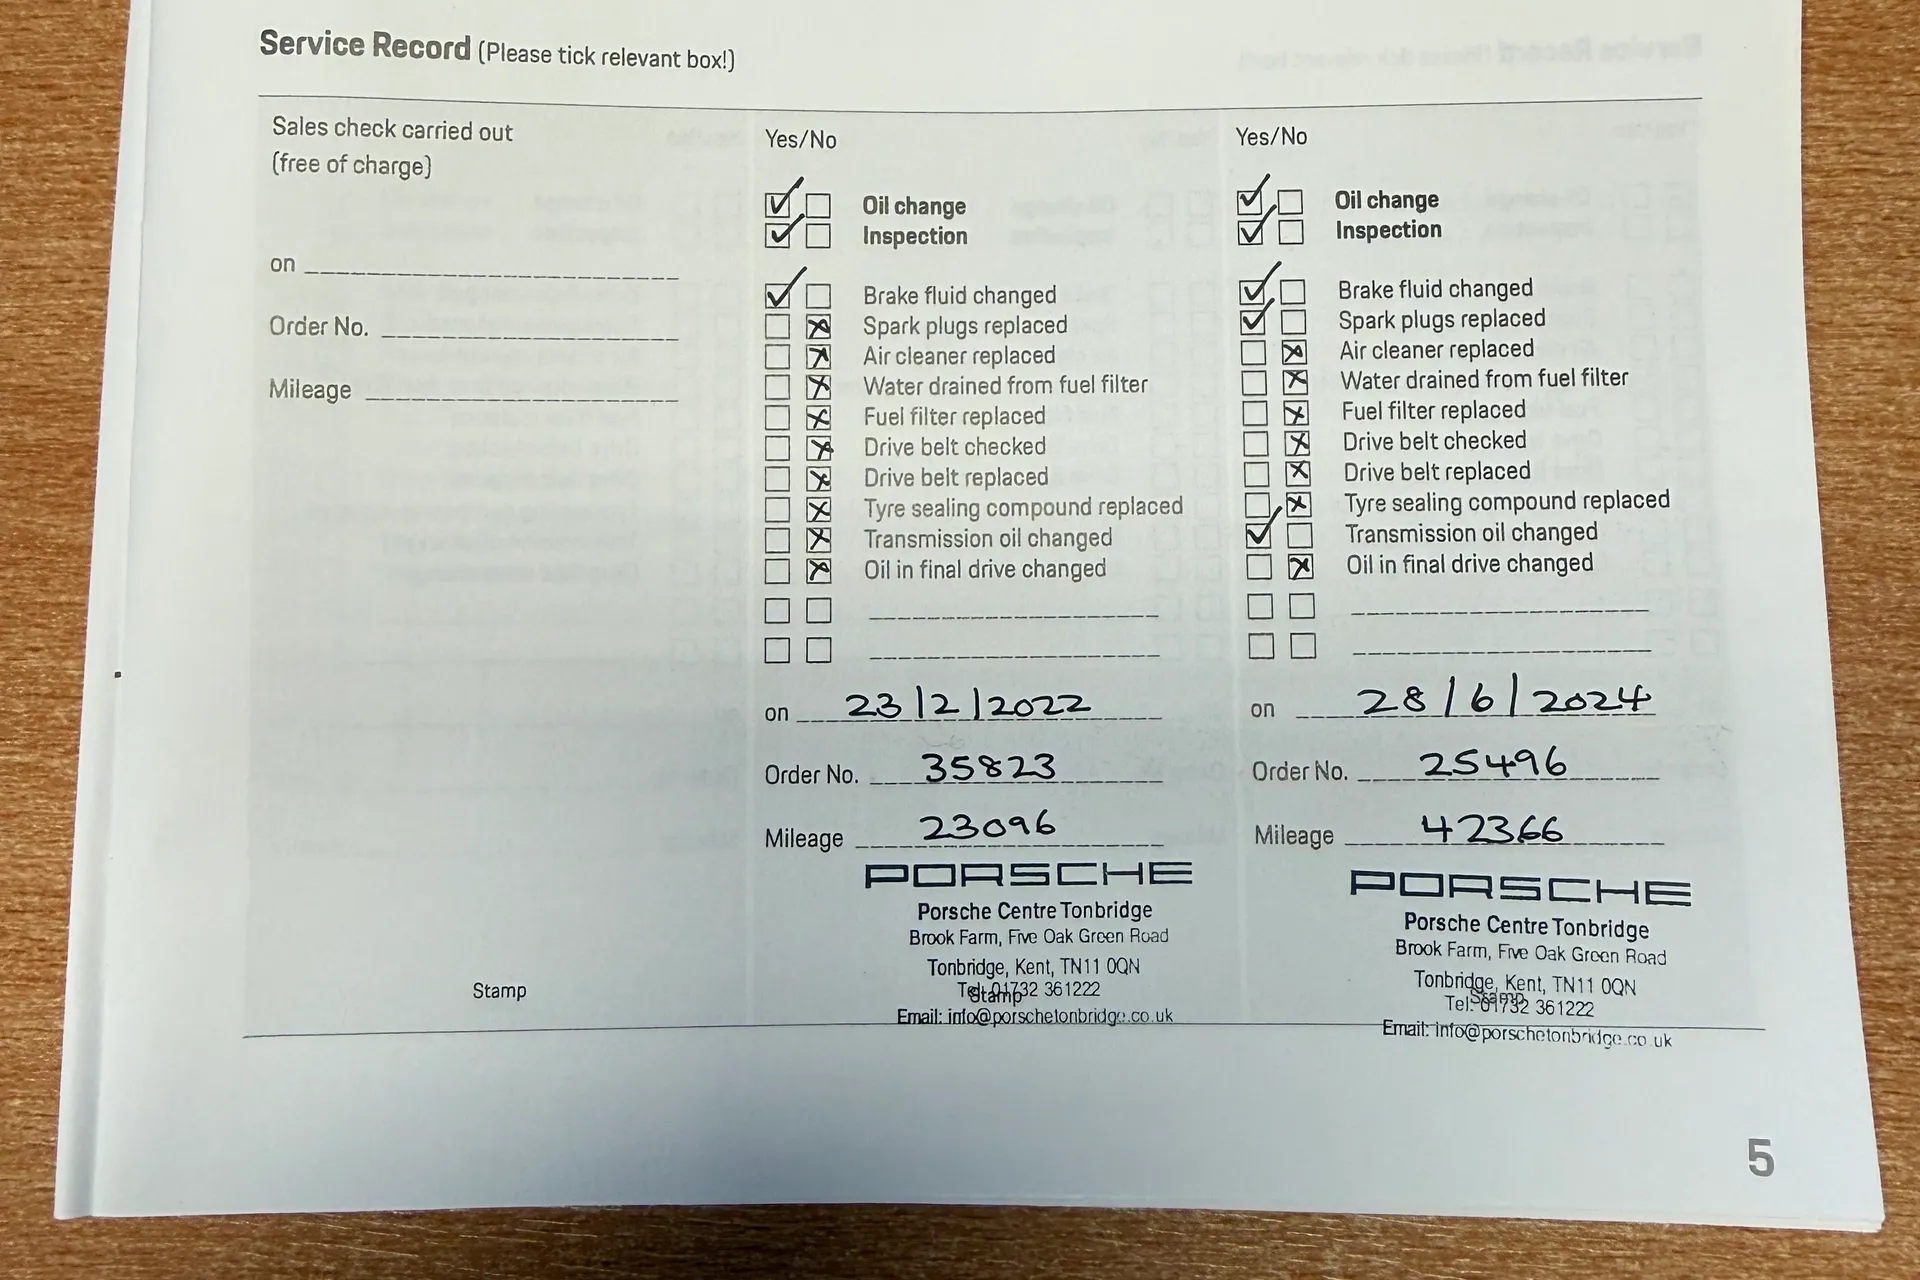 Service Record (Please tick relevant box!)
Sales check carried out
(free of charge)
on
Order No.
Mileage
Stamp
Yes/No
Oil change
Inspection
Brake fluid changed
Spark plugs replaced
Air cleaner replaced
Water drained from fuel filter
Fuel filter replaced
Drive belt checked
Drive belt replaced
Tyre sealing compound replaced
Transmission oil changed
Oil in final drive changed
on 23/2/2022
Order No. 35823
Mileage 23096
PORSCHE
Porsche Centre Tonbridge
Brook Farm, Five Oak Green Road
Tonbridge, Kent, TN11 0QN
Tel: 01732 361222
Stamp
Email: info@porschetonbridge.co.uk
Yes/No
Oil change
Inspection
Brake fluid changed
Spark plugs replaced
Air cleaner replaced
Water drained from fuel filter
Fuel filter replaced
Drive belt checked
Drive belt replaced
Tyre sealing compound replaced
Transmission oil changed
Oil in final drive changed
on 28/6/2024
Order No. 25496
Mileage 42366
PORSCHE
Porsche Centre Tonbridge
Brook Farm, Five Oak Green Road
Tonbridge, Kent, TN11 0QN
Stamp
Tel: 01732 361222
Email: info@porschetonbridge.co.uk
5